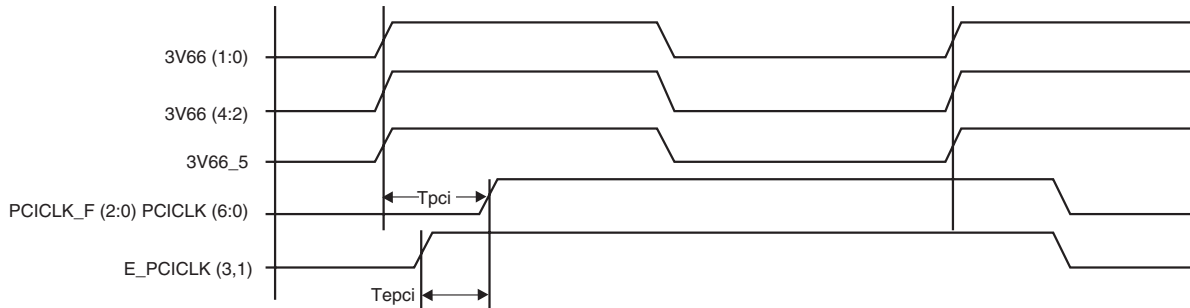 3V66 (1:0)
3V66 (4:2)
3V66_5
Tpci
PCICLK_F (2:0) PCICLK (6:0)
E_PCICLK (3,1)
Tepci